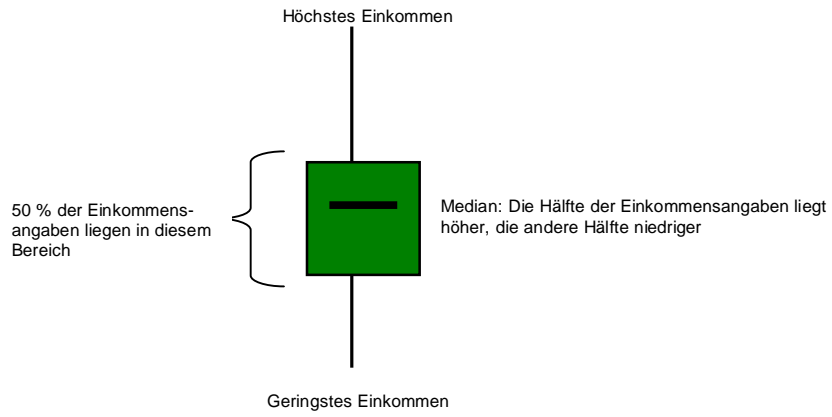 Höchstes Einkommen
50 % der Einkommens-
angaben liegen in diesem
Bereich
Median: Die Hälfte der Einkommensangaben liegt
höher, die andere Hälfte niedriger
Geringstes Einkommen